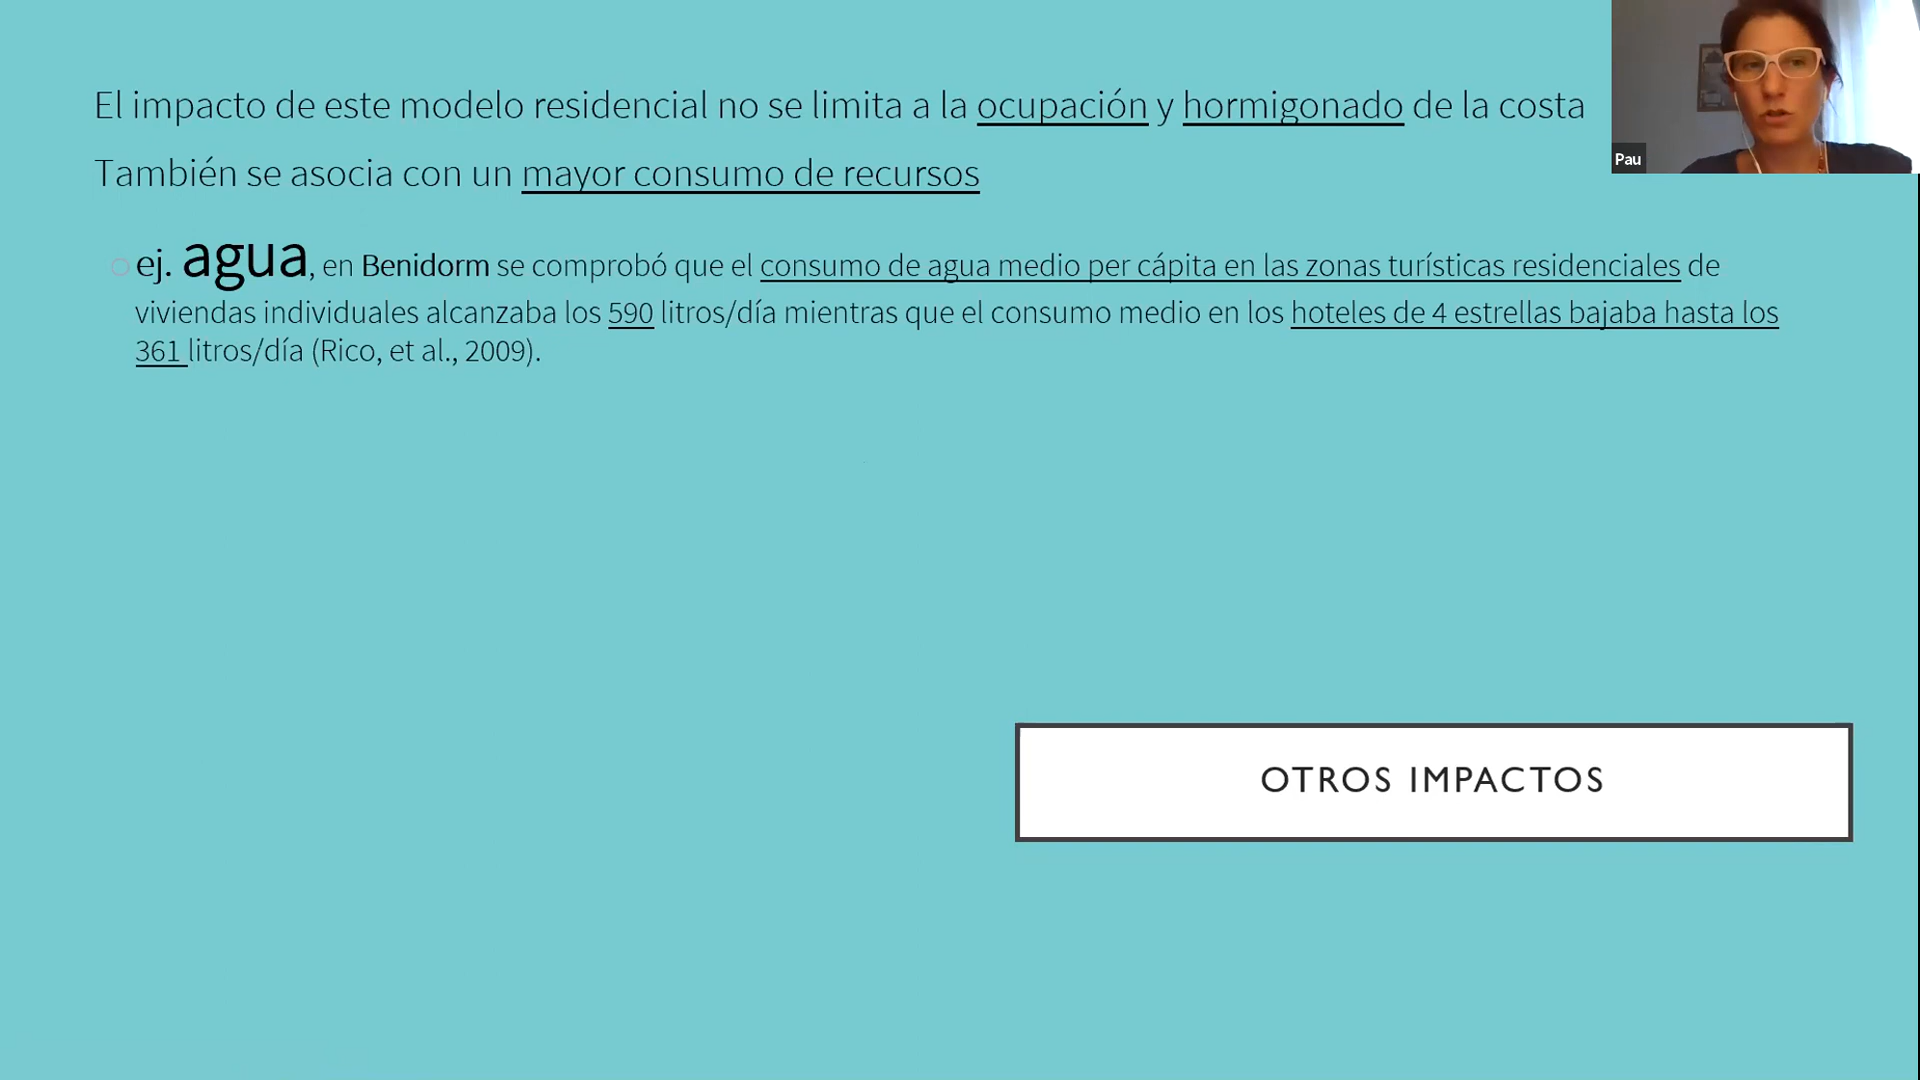 El impacto de este modelo residencial no se limita a la ocupación y hormigonado de la costa
También se asocia con un mayor consumo de recursos
ej. agua, en Benidorm se comprobó que el consumo de agua medio per cápita en las zonas turísticas residenciales de
viviendas individuales alcanzaba los 590 litros/día mientras que el consumo medio en los hoteles de 4 estrellas bajaba hasta los
361 litros/día (Rico, et al., 2009).
OTROS IMPACTOS
Pau